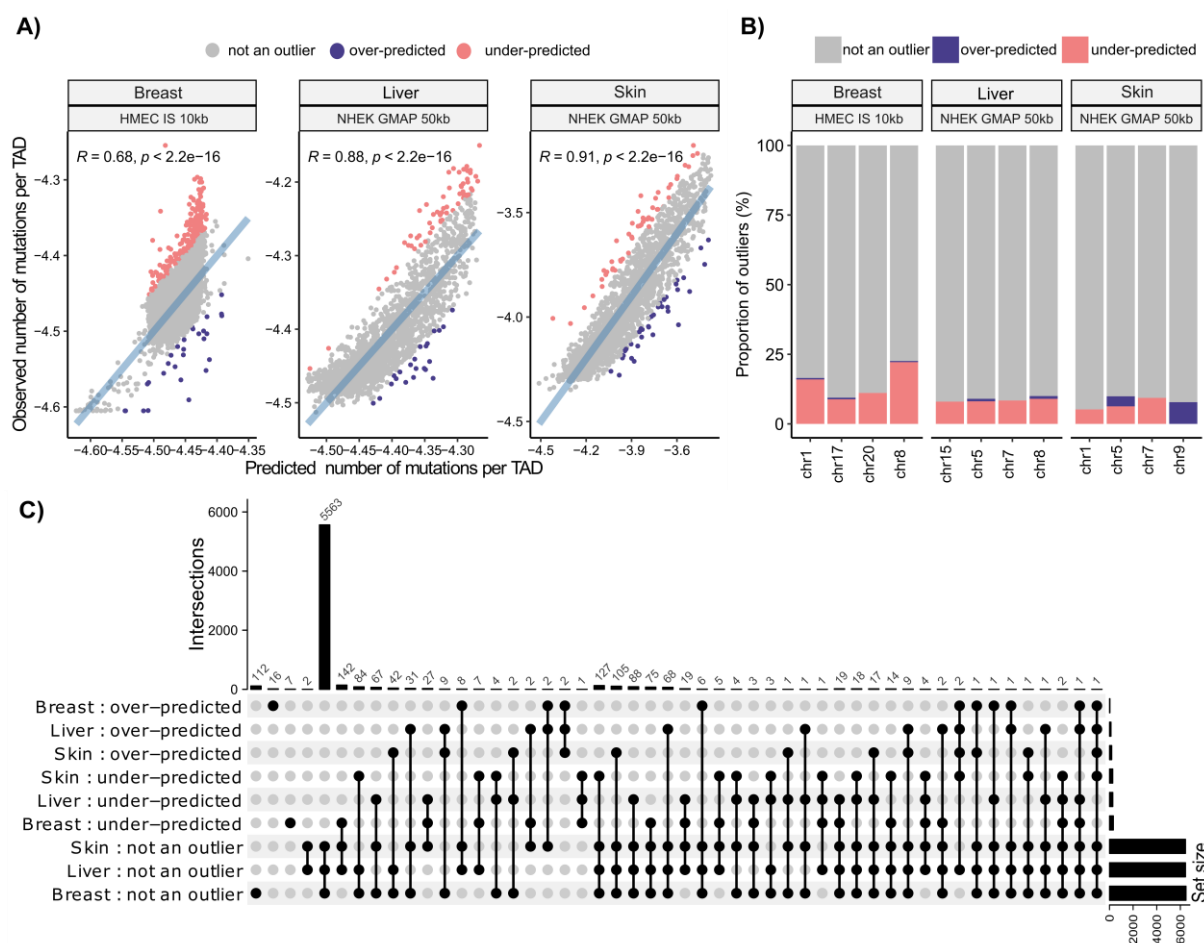 A)
not an outlier over-predicted under-predicted
Breast
HMEC IS 10kb
Liver
NHEK GMAP 50kb
Skin
NHEK GMAP 50kb
R = 0.68, p < 2.2e−16
R = 0.88, p < 2.2e−16
R = 0.91, p < 2.2e−16
Observed number of mutations per TAD
−4.3
−4.4
−4.5
−4.6
−4.60 −4.55 −4.50 −4.45 −4.40 −4.35
−4.2
−4.3
−4.4
−4.5
−4.50 −4.45 −4.40 −4.35 −4.30
−3.5
−4.0
−4.5
−4.5 −4.2 −3.9 −3.6
Predicted number of mutations per TAD
B)
not an outlier over-predicted under-predicted
Breast
HMEC IS 10kb
Liver
NHEK GMAP 50kb
Skin
NHEK GMAP 50kb
Proportion of outliers (%)
100
75
50
25
0
chr1 chr17 chr20 chr8
chr15 chr5 chr7 chr8
chr1 chr5 chr7 chr9
C)
Intersections
6000
4000
2000
0
112 16 7 2 5563 142 84 67 42 31 27 9 8 7 4 2 2 2 2 1 127 105 88 75 68 19 6 5 4 3 3 1 1 1 19 18 17 14 9 4 2 2 1 1 1 1 1 2 1 1
Breast : over−predicted
Liver : over−predicted
Skin : over−predicted
Skin : under−predicted
Liver : under−predicted
Breast : under−predicted
Skin : not an outlier
Liver : not an outlier
Breast : not an outlier
0 2000 4000 6000
Set size